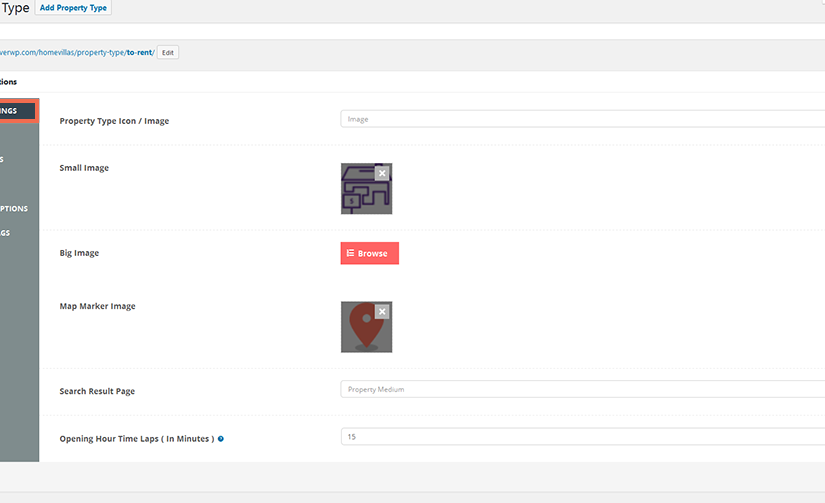 Type Add Property Type
verwp.com/homevillas/property-type/to-rent/ Edit
tions
INGS
Property Type Icon / Image Image
S
Small Image
$
PTIONS
GS
Big Image Browse
Map Marker Image
Search Result Page Property Medium
Opening Hour Time Laps ( In Minutes ) ? 15